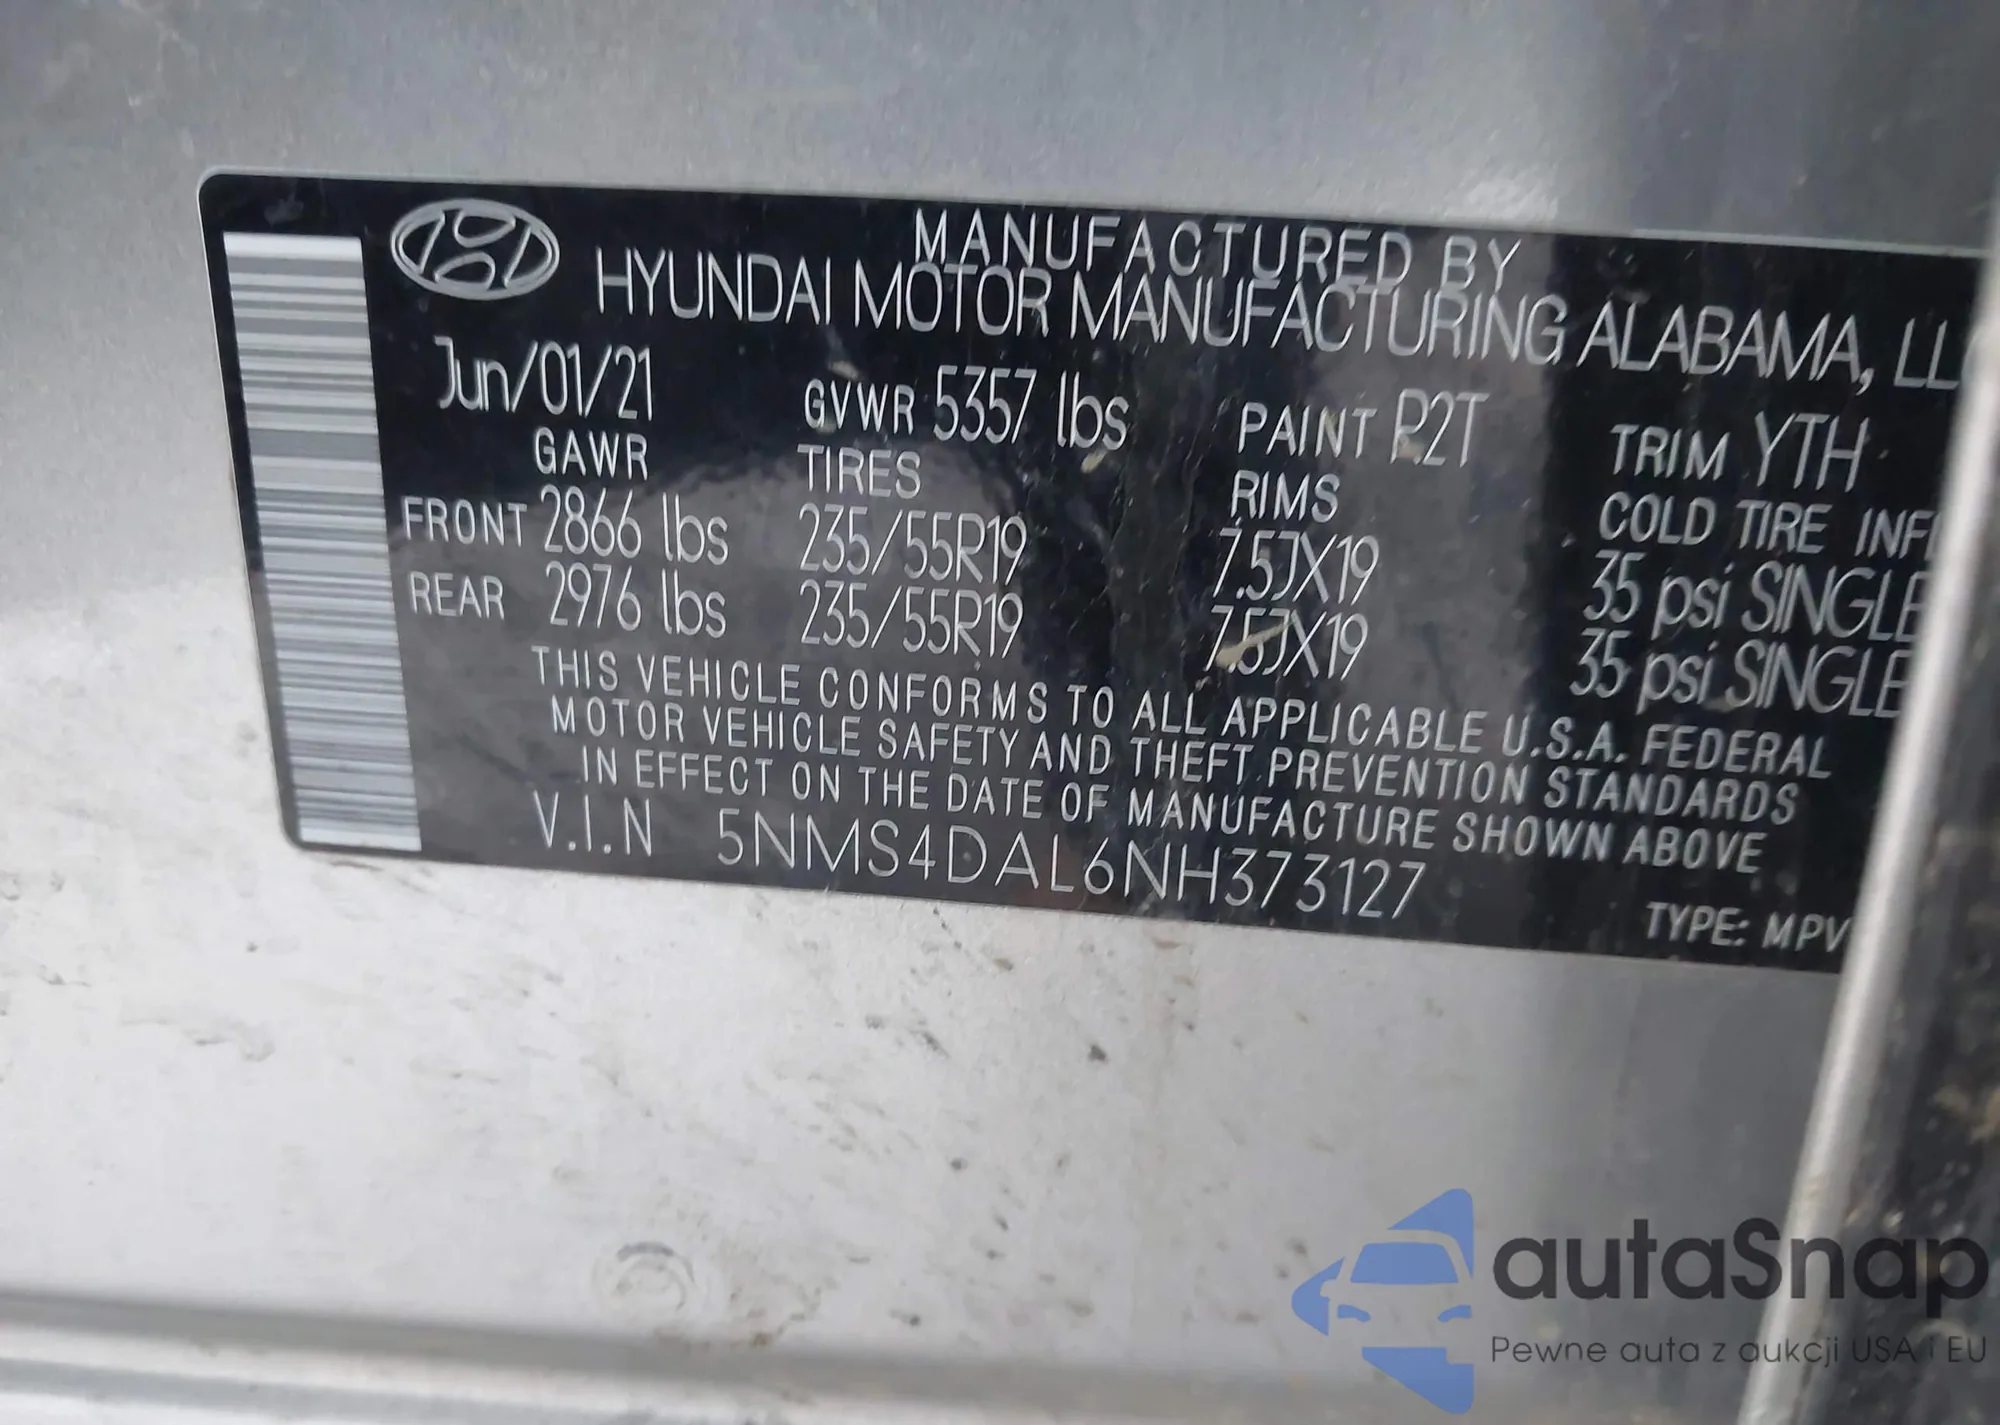 MANUFACTURED BY
HYUNDAI MOTOR MANUFACTURING ALABAMA, LL
Jun/01/21 GVWR 5357 lbs PAINT R2T TRIM YTH
GAWR TIRES RIMS COLD TIRE INFL
FRONT 2866 lbs 235/55R19 7.5JX19 35 psi SINGLE
REAR 2976 lbs 235/55R19 7.5JX19 35 psi SINGLE
THIS VEHICLE CONFORMS TO ALL APPLICABLE U.S.A. FEDERAL
MOTOR VEHICLE SAFETY AND THEFT PREVENTION STANDARDS
IN EFFECT ON THE DATE OF MANUFACTURE SHOWN ABOVE
V.I.N 5NMS4DAL6NH373127
TYPE: MPV
autaSnap
Pewne auta z aukcji USA i EU